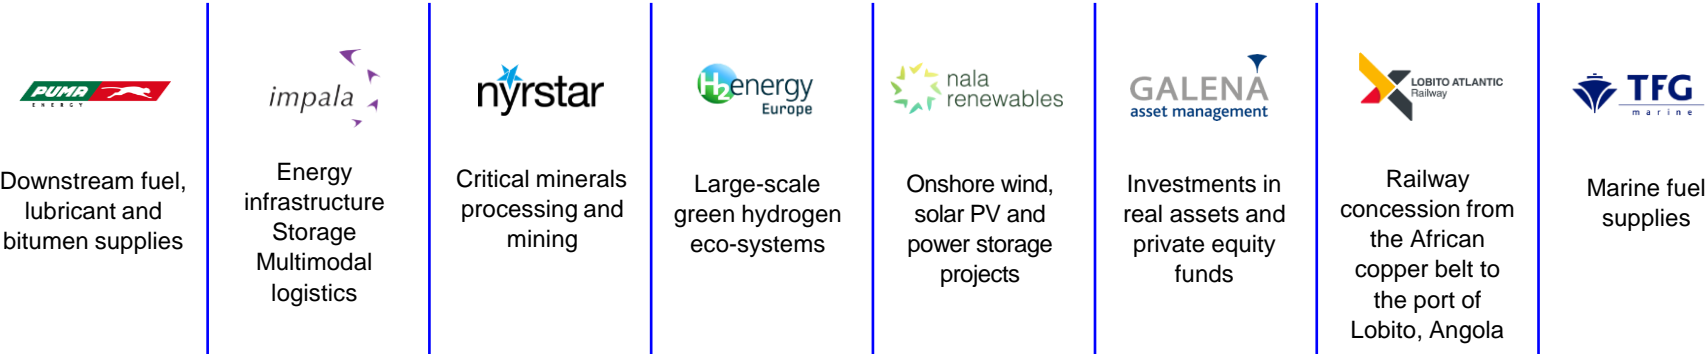 PUMA
ENERGY
Downstream fuel,
lubricant and
bitumen supplies
impala
Energy
infrastructure
Storage
Multimodal
logistics
nyrstar
Critical minerals
processing and
mining
H2energy
Europe
Large-scale
green hydrogen
eco-systems
nala
renewables
Onshore wind,
solar PV and
power storage
projects
GALENA
asset management
Investments in
real assets and
private equity
funds
LOBITO ATLANTIC
Railway
Railway
concession from
the African
copper belt to
the port of
Lobito, Angola
TFG
marine
Marine fuel
supplies